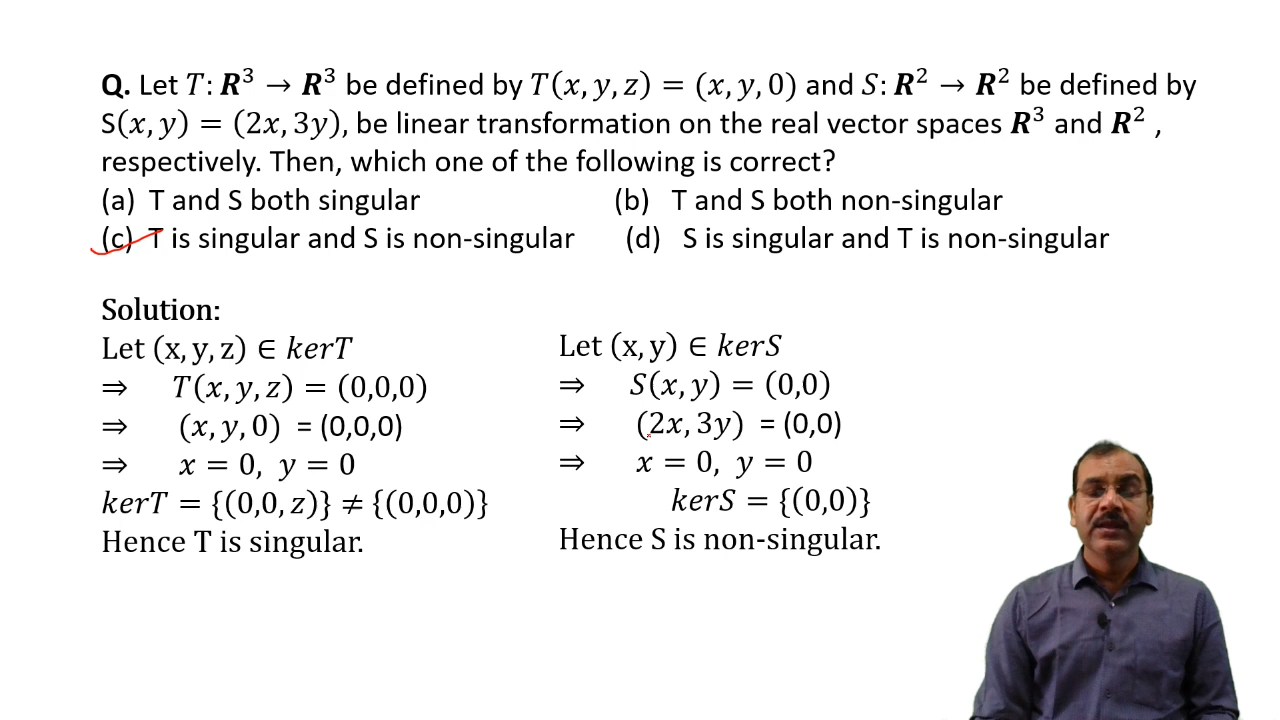 Q. Let T: R³ → R³ be defined by T(x, y, z) = (x, y, 0) and S: R² → R² be defined by
S(x, y) = (2x, 3y), be linear transformation on the real vector spaces R³ and R² ,
respectively. Then, which one of the following is correct?
(a) T and S both singular (b) T and S both non-singular
(c) T is singular and S is non-singular (d) S is singular and T is non-singular
Solution:
Let (x, y, z) ∈ kerT
⇒ T(x, y, z) = (0,0,0)
⇒ (x, y, 0) = (0,0,0)
⇒ x = 0, y = 0
kerT = {(0,0, z)} ≠ {(0,0,0)}
Hence T is singular.
Let (x, y) ∈ kerS
⇒ S(x, y) = (0,0)
⇒ (2x, 3y) = (0,0)
⇒ x = 0, y = 0
kerS = {(0,0)}
Hence S is non-singular.